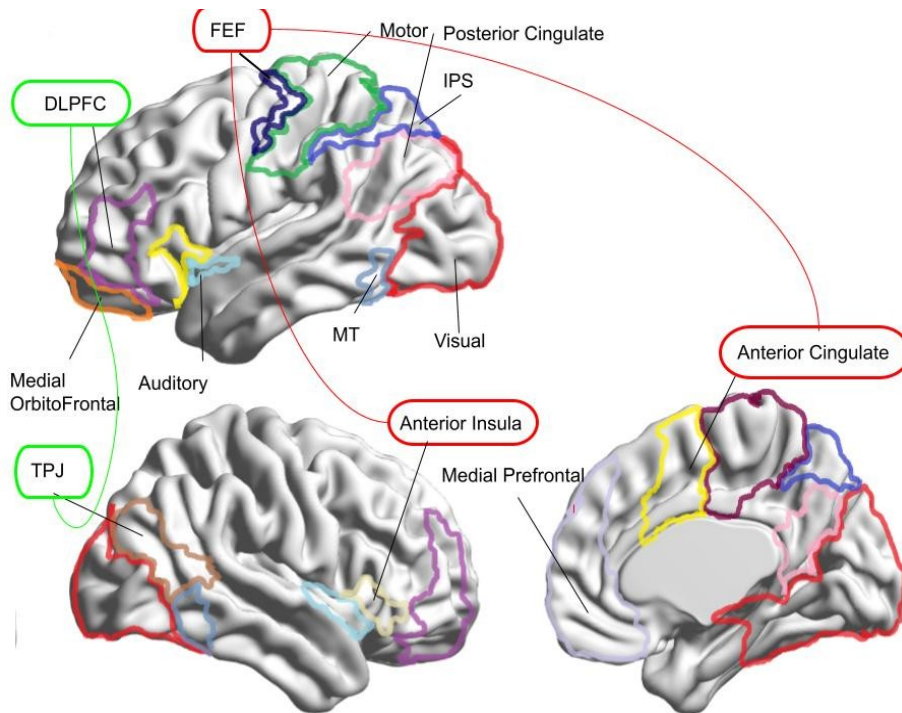 FEF
Motor
Posterior Cingulate
DLPFC
IPS
MT
Visual
Medial
OrbitoFrontal
Auditory
Anterior Cingulate
Anterior Insula
TPJ
Medial Prefrontal